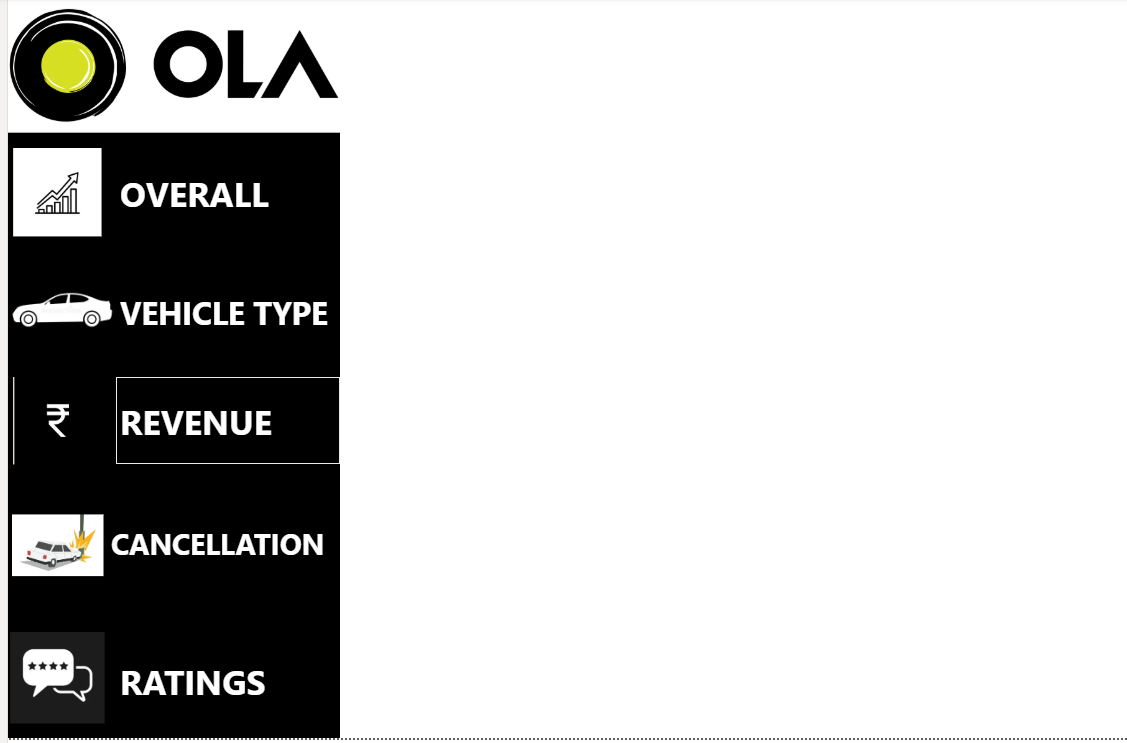 OLA
OVERALL
VEHICLE TYPE
₹
REVENUE
CANCELLATION
RATINGS